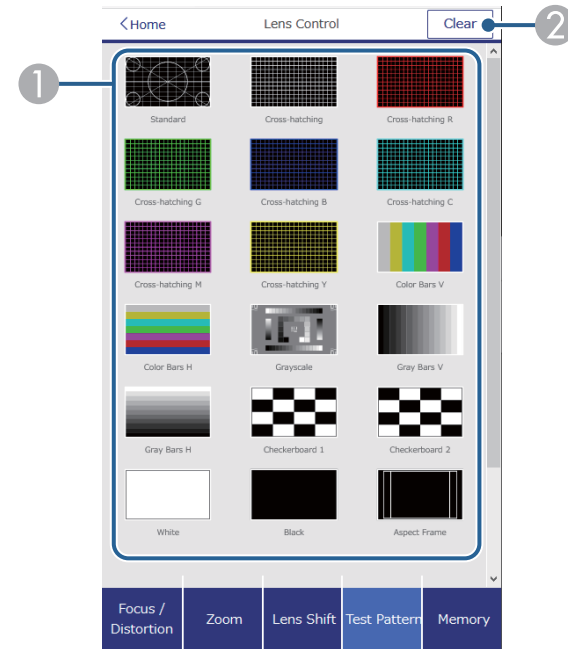 Home
Lens Control
Clear
2
1
Standard
Cross-hatching
Cross-hatching R
Cross-hatching G
Cross-hatching B
Cross-hatching C
Cross-hatching M
Cross-hatching Y
Color Bars V
Color Bars H
Grayscale
Gray Bars V
Gray Bars H
Checkerboard 1
Checkerboard 2
White
Black
Aspect Frame
Focus /
Distortion
Zoom
Lens Shift
Test Pattern
Memory